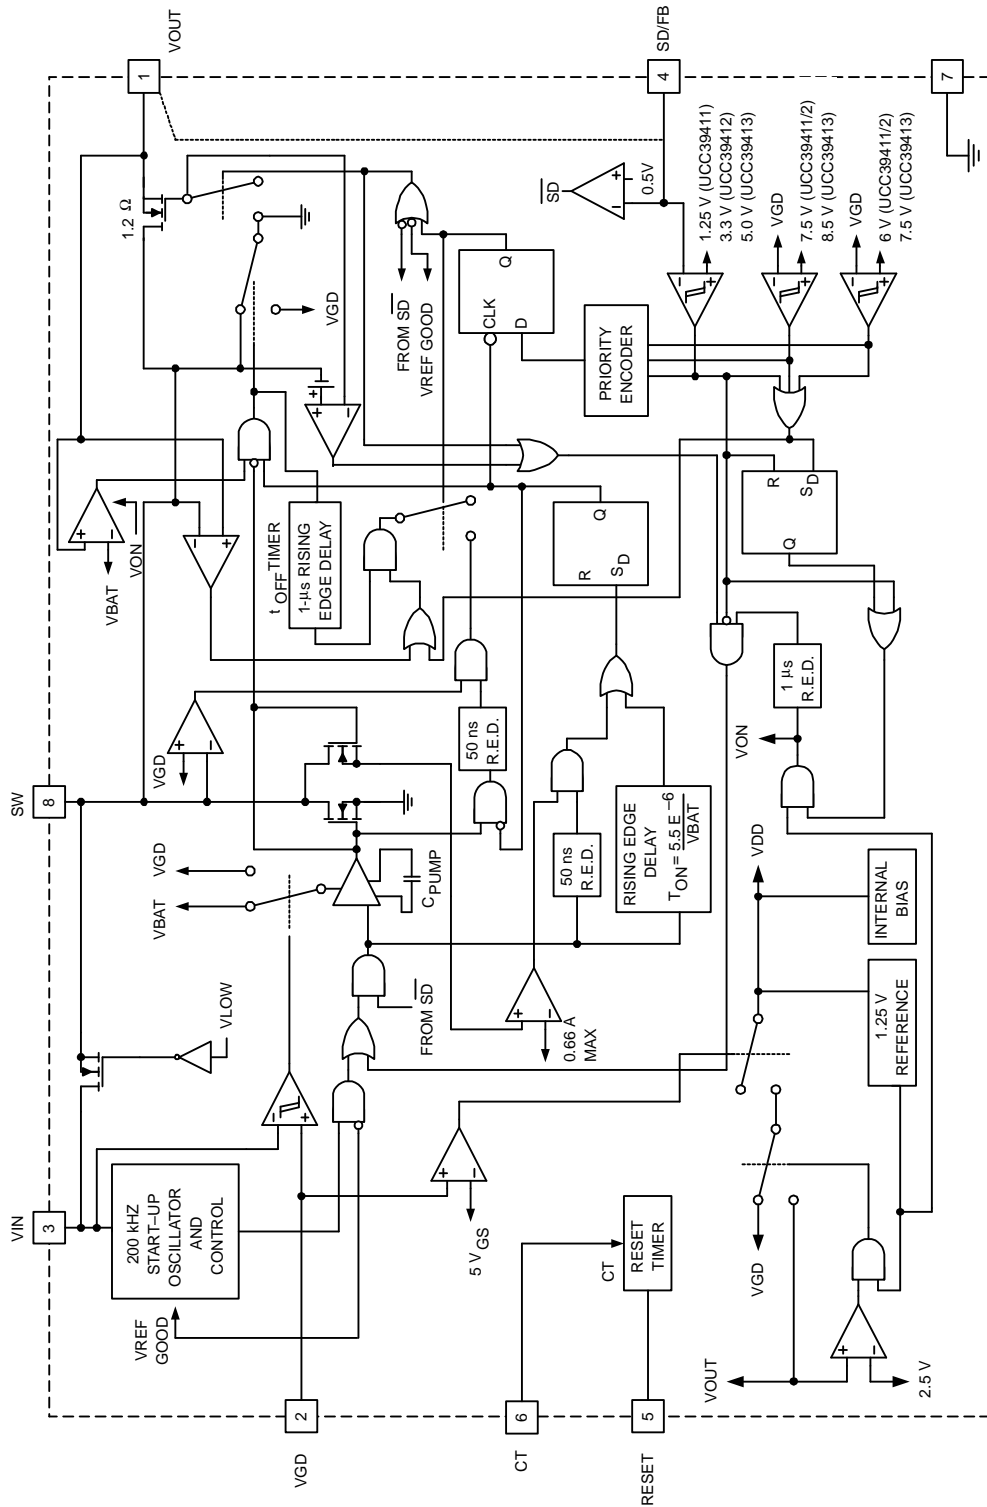 VIN
3
SW
8
VOUT
1
200 kHZ
START–UP
OSCILLATOR
AND
CONTROL
VREF
GOOD
VLOW
VBAT
VGD
VGD
VBAT
VON
1.2 Ω
+
–
+
–
+
–
+
–
+
–
+
VGD
t OFF TIMER
1-μs RISING
EDGE DELAY
C PUMP
50 ns
R.E.D.
FROM SD
VREF GOOD
2
VGD
FROM SD
5 V GS
+
–
+
–
0.66 A
MAX
50 ns
R.E.D.
RISING EDGE
DELAY
T ON = 5.5 E –6
VBAT
R
S D
Q
CLK
D
Q
SD
–
+
0.5V
4
SD/FB
6
CT
CT
RESET
TIMER
5
RESET
PRIORITY
ENCODER
–
+
1.25 V (UCC39411)
3.3 V (UCC39412)
5.0 V (UCC39413)
VGD
–
+
7.5 V (UCC39411/2)
8.5 V (UCC39413)
VGD
–
+
6 V (UCC39411/2)
7.5 V (UCC39413)
R
S D
Q
1 μs
R.E.D.
VON
VDD
VGD
VOUT
+
–
2.5 V
1.25 V
REFERENCE
INTERNAL
BIAS
7